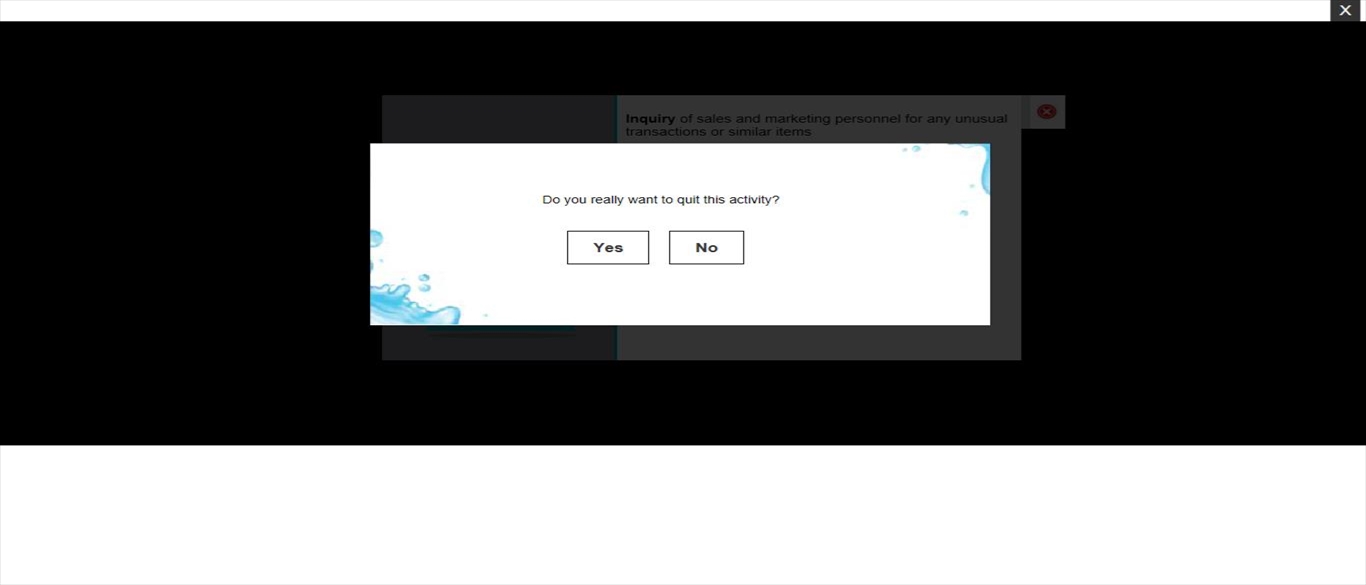 Inquiry of sales and marketing personnel for any unusual
transactions or similar items
Do you really want to quit this activity?
Yes No